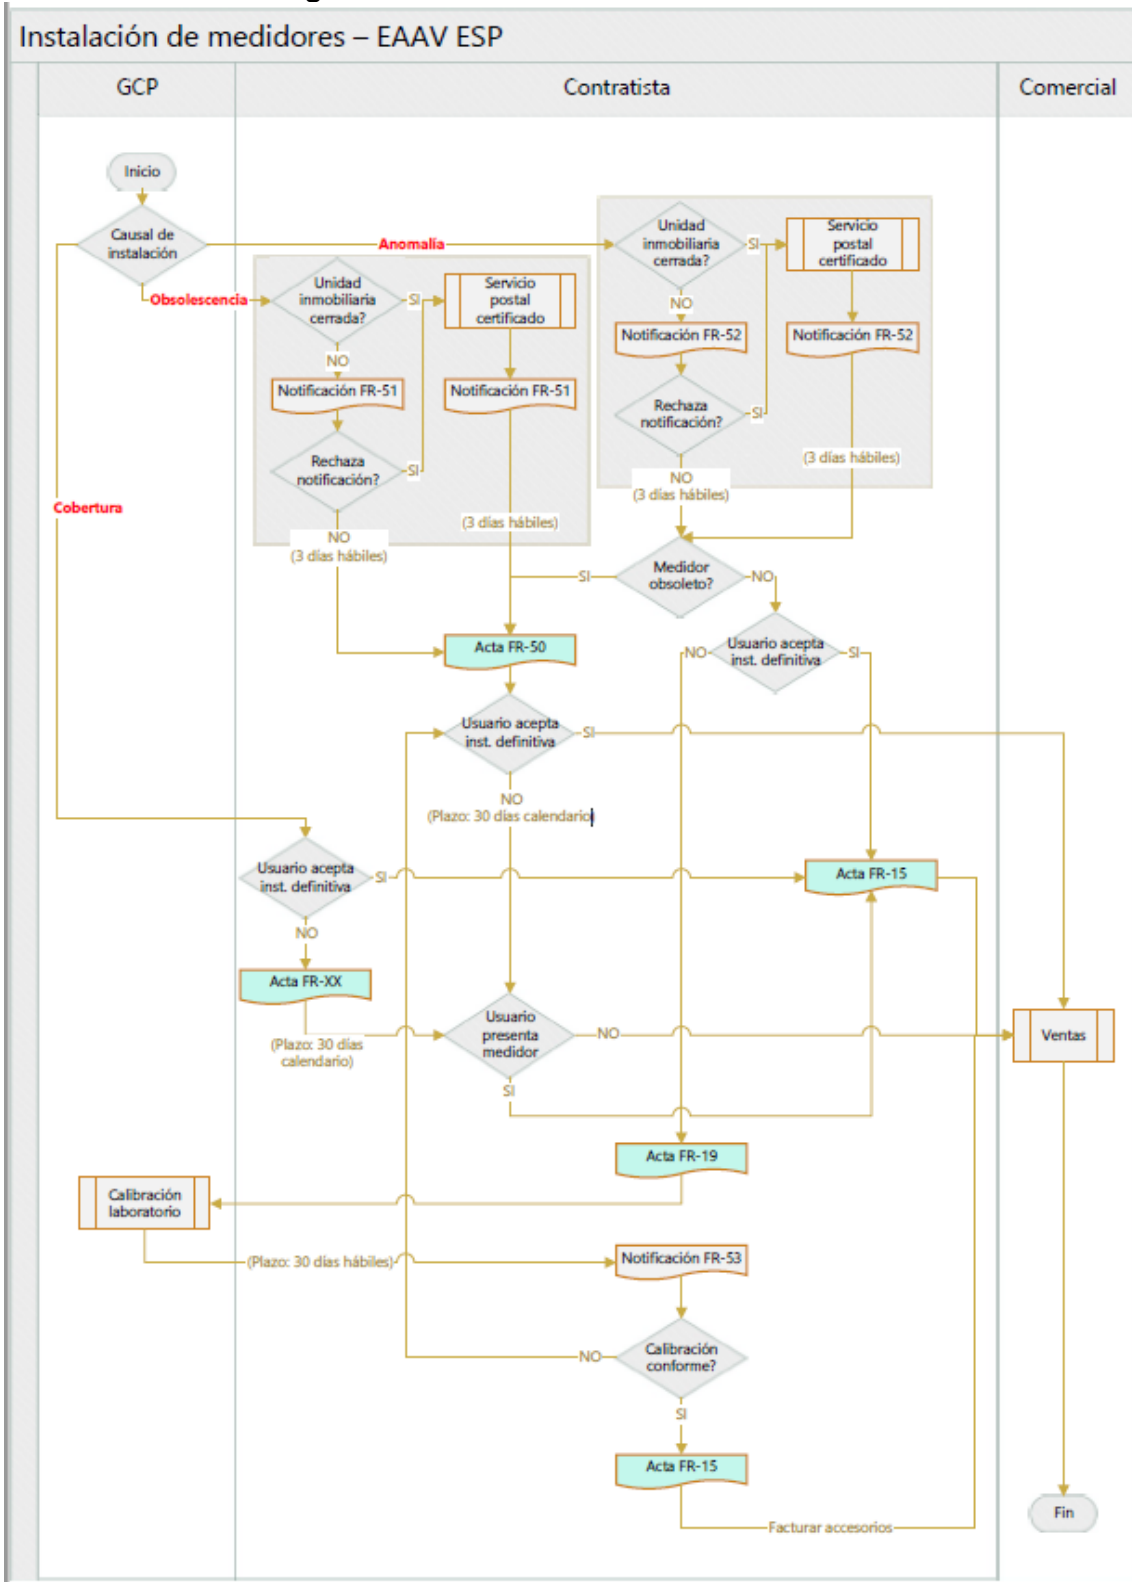 Instalación de medidores – EAAV ESP
GCP
Contratista
Comercial
Inicio
Causal de
instalación
Anomalía
Obsolescencia
Cobertura
Unidad
inmobiliaria
cerrada?
SI
Servicio
postal
certificado
NO
Notificación FR-51
Notificación FR-51
Rechaza
notificación?
SI
NO
(3 días hábiles)
(3 días hábiles)
Unidad
inmobiliaria
cerrada?
SI
Servicio
postal
certificado
NO
Notificación FR-52
Notificación FR-52
Rechaza
notificación?
SI
NO
(3 días hábiles)
(3 días hábiles)
Medidor
obsoleto?
SI
NO
Usuario acepta
inst. definitiva
NO
SI
Acta FR-50
Usuario acepta
inst. definitiva
SI
NO
(Plazo: 30 días calendario)
Usuario acepta
inst. definitiva
SI
Acta FR-15
NO
Acta FR-XX
(Plazo: 30 días
calendario)
Usuario
presenta
medidor
NO
SI
Ventas
Acta FR-19
Calibración
laboratorio
(Plazo: 30 días hábiles)
Notificación FR-53
Calibración
conforme?
NO
SI
Acta FR-15
Facturar accesorios
Fin